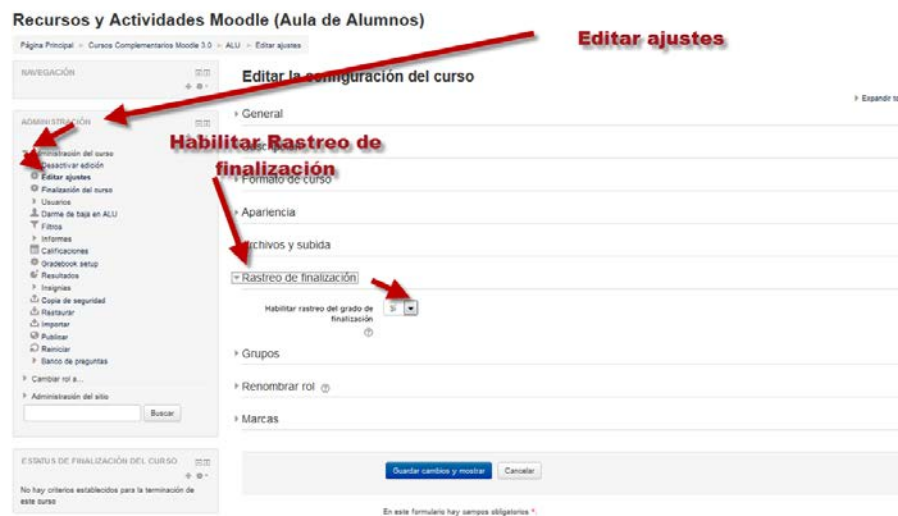 Recursos y Actividades Moodle (Aula de Alumnos)
Página Principal ▸ Cursos Complementarios Moodle 3.0 ▸ ALU ▸ Editar ajustes
Editar ajustes
NAVEGACIÓN
ADMINISTRACIÓN
Administración del curso
Desactivar edición
Editar ajustes
Finalización del curso
Usuarios
Darme de baja en ALU
Filtros
Informes
Calificaciones
Gradebook setup
Resultados
Insignias
Copia de seguridad
Restaurar
Importar
Publicar
Reiniciar
Banco de preguntas
Cambiar rol a...
Administración del sitio
Buscar
ESTATUS DE FINALIZACIÓN DEL CURSO
No hay criterios establecidos para la terminación de
este curso
Editar la configuración del curso
Expandir
General
Habilitar Rastreo de
finalización
Formato de curso
Apariencia
Archivos y subida
Rastreo de finalización
Habilitar rastreo del grado de
finalización
Sí
Grupos
Renombrar rol
Marcas
Guardar cambios y mostrar
Cancelar
En este formulario hay campos obligatorios *.